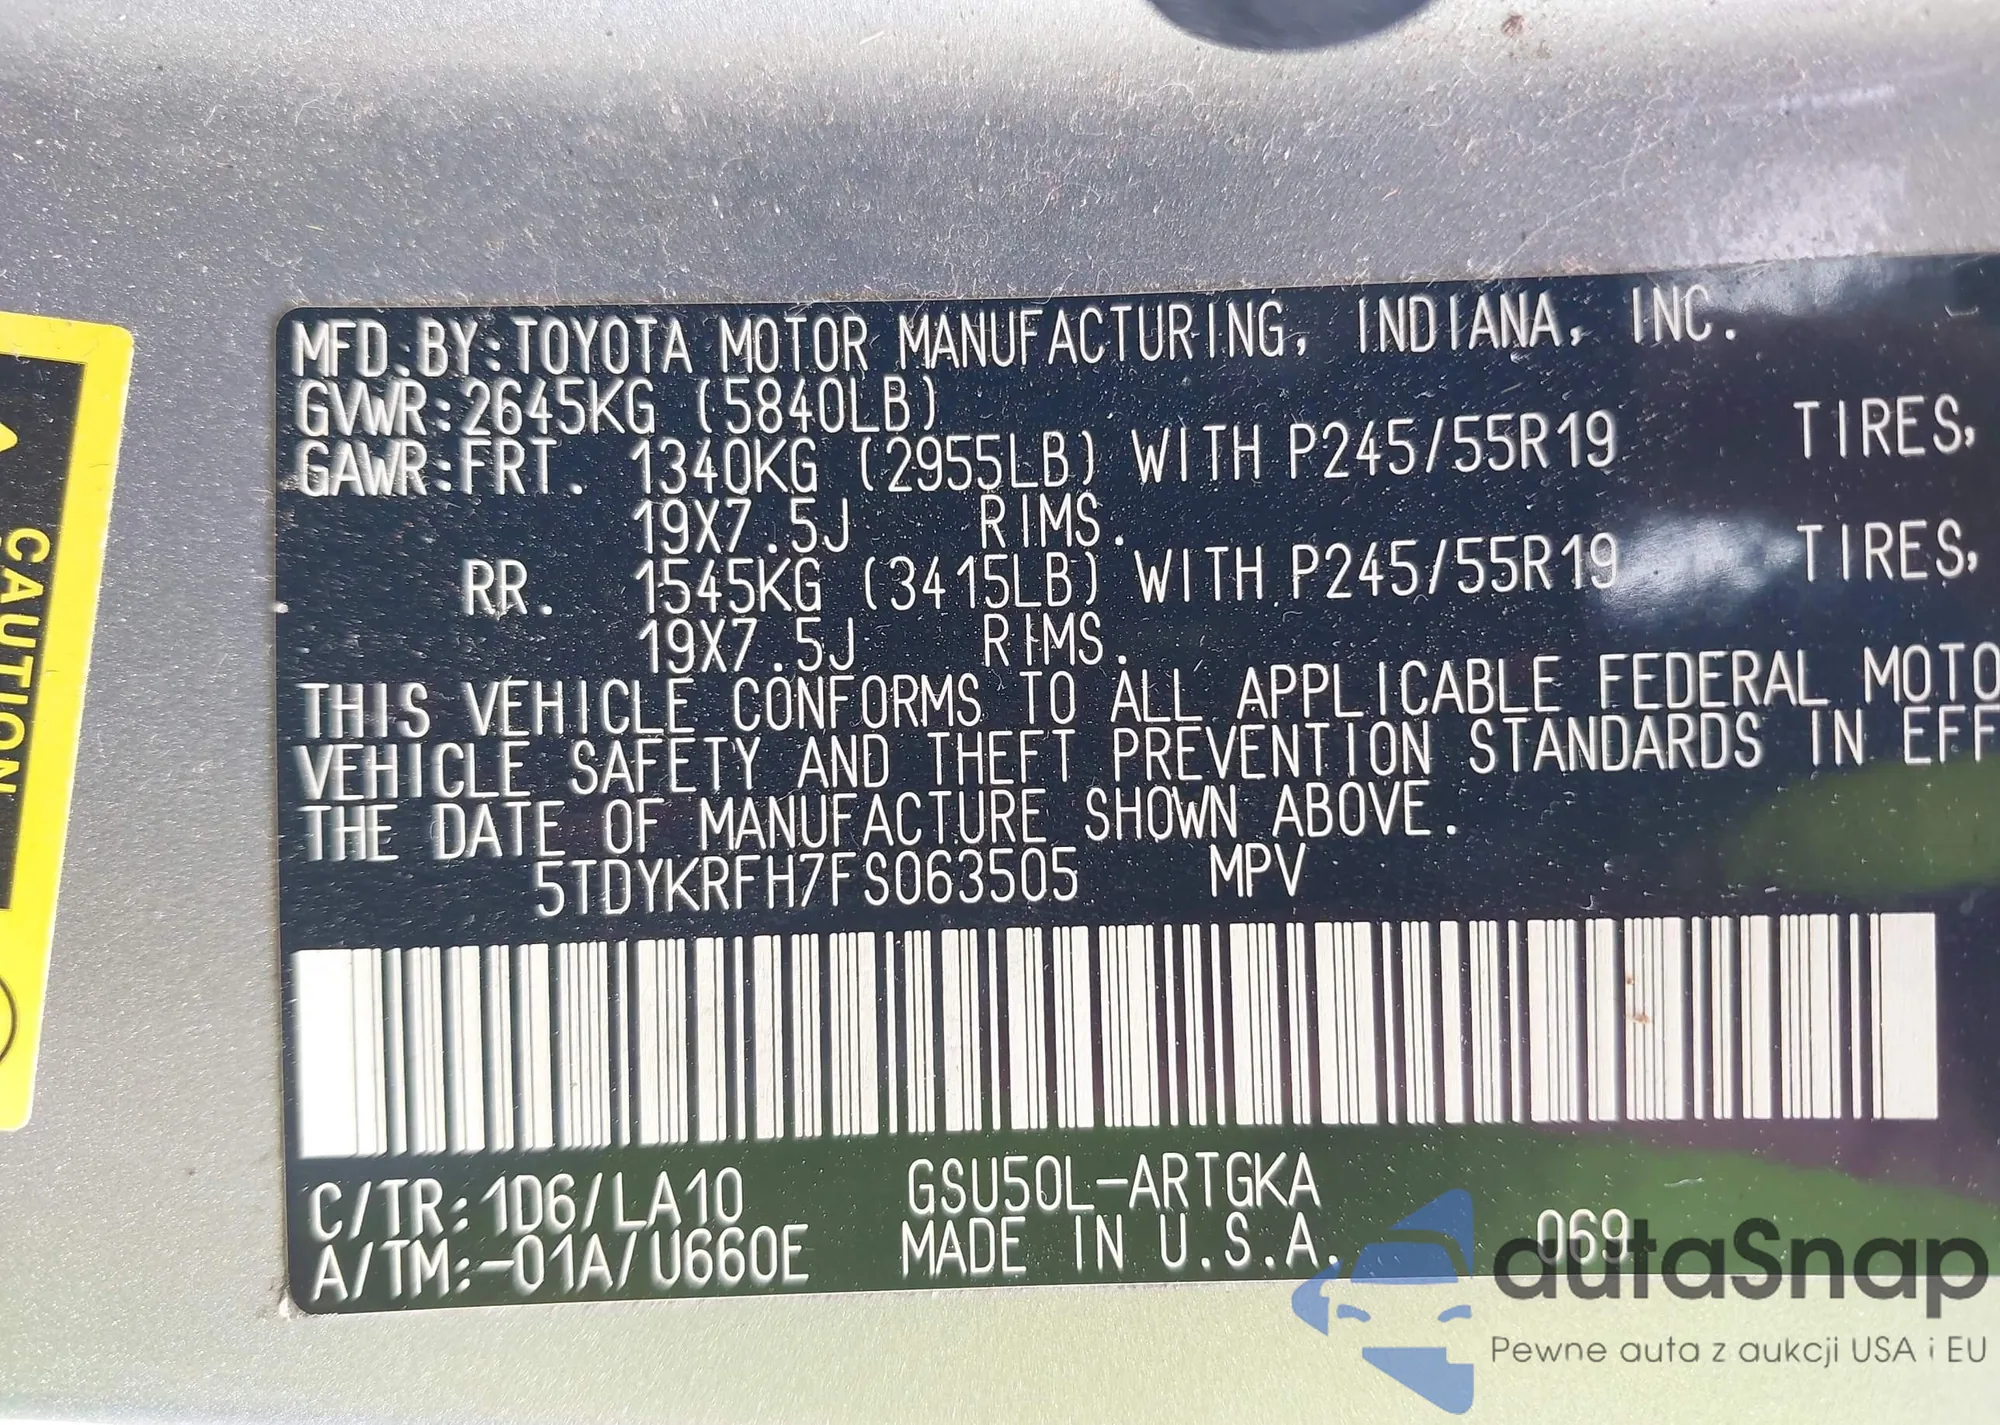 MFD.BY:TOYOTA MOTOR MANUFACTURING, INDIANA, INC.
GVWR:2645KG (5840LB)
GAWR:FRT. 1340KG (2955LB) WITH P245/55R19 TIRES,
19X7.5J RIMS.
RR. 1545KG (3415LB) WITH P245/55R19 TIRES,
19X7.5J RIMS.
THIS VEHICLE CONFORMS TO ALL APPLICABLE FEDERAL MOTO
VEHICLE SAFETY AND THEFT PREVENTION STANDARDS IN EFF
THE DATE OF MANUFACTURE SHOWN ABOVE.
5TDYKRFH7FS063505 MPV
C/TR:1D6/LA10 GSU50L-ARTGKA
A/TM:-01A/U660E MADE IN U.S.A. 069
CAUTION
autaSnap
Pewne auta z aukcji USA i EU